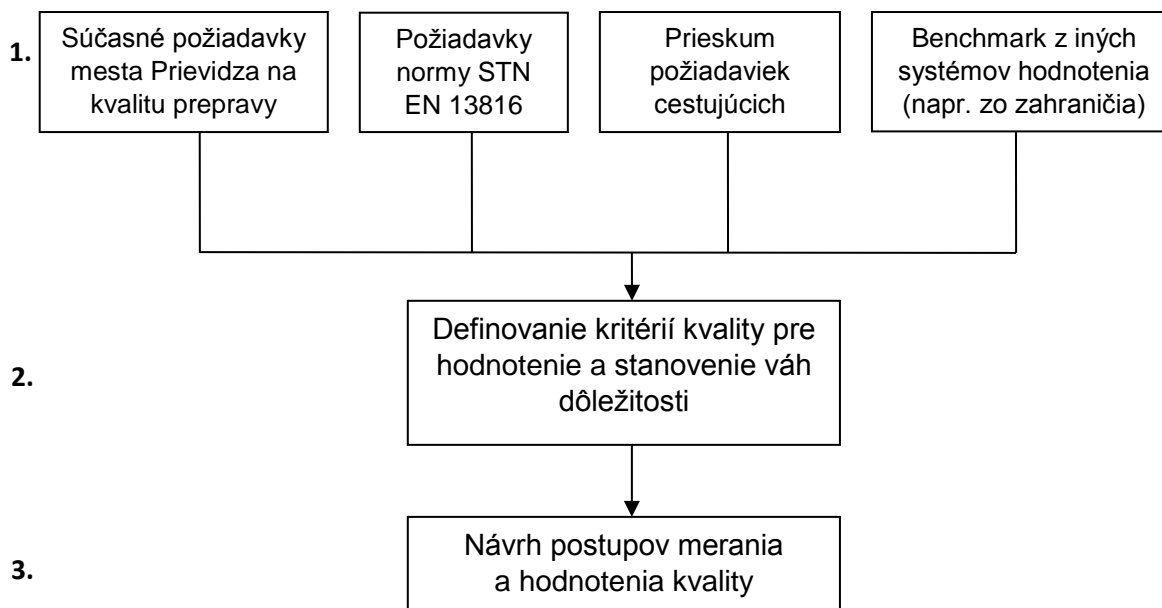 1.
Súčasné požiadavky
mesta Prievidza na
kvalitu prepravy
Požiadavky
normy STN
EN 13816
Prieskum
požiadaviek
cestujúcich
Benchmark z iných
systémov hodnotenia
(napr. zo zahraničia)
2.
Definovanie kritérií kvality pre
hodnotenie a stanovenie váh
dôležitosti
3.
Návrh postupov merania
a hodnotenia kvality